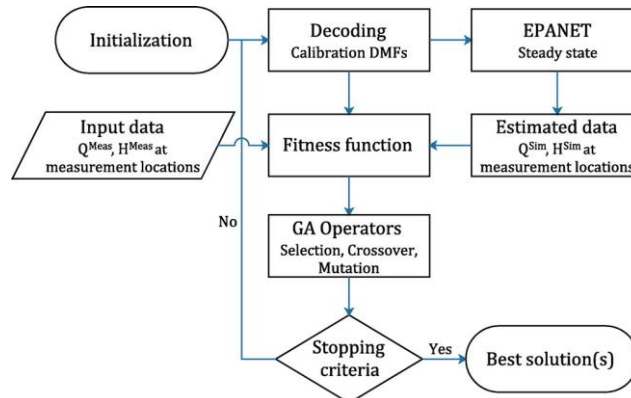 Initialization
Decoding
Calibration DMFs
EPANET
Steady state
Input data
Q^Meas, H^Meas at
measurement locations
Fitness function
Estimated data
Q^Sim, H^Sim at
measurement locations
No
GA Operators
Selection, Crossover,
Mutation
Stopping
criteria
Yes
Best solution(s)